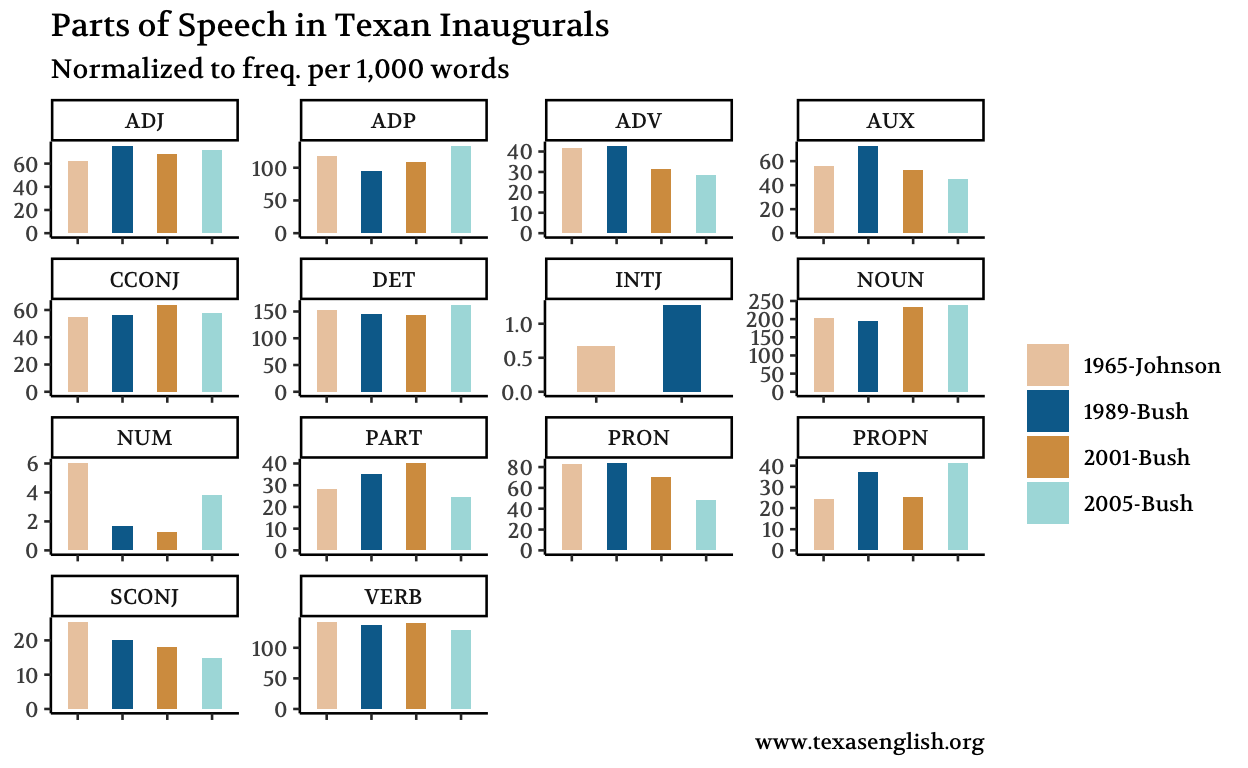 Parts of Speech in Texan Inaugurals
Normalized to freq. per 1,000 words
ADJ ADP ADV AUX
60 40 20 0
100 50 0
40 30 20 10 0
60 40 20 0
CCONJ DET INTJ NOUN
60 40 20 0
150 100 50 0
1.0 0.5 0.0
250 200 150 100 50 0
NUM PART PRON PROPN
6 4 2 0
40 30 20 10 0
80 60 40 20 0
40 30 20 10 0
SCONJ VERB
20 10 0
100 50 0
1965-Johnson
1989-Bush
2001-Bush
2005-Bush
www.texasenglish.org